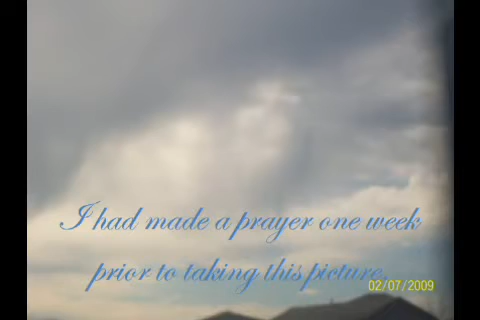 I had made a prayer one week
prior to taking this picture.
02/07/2009